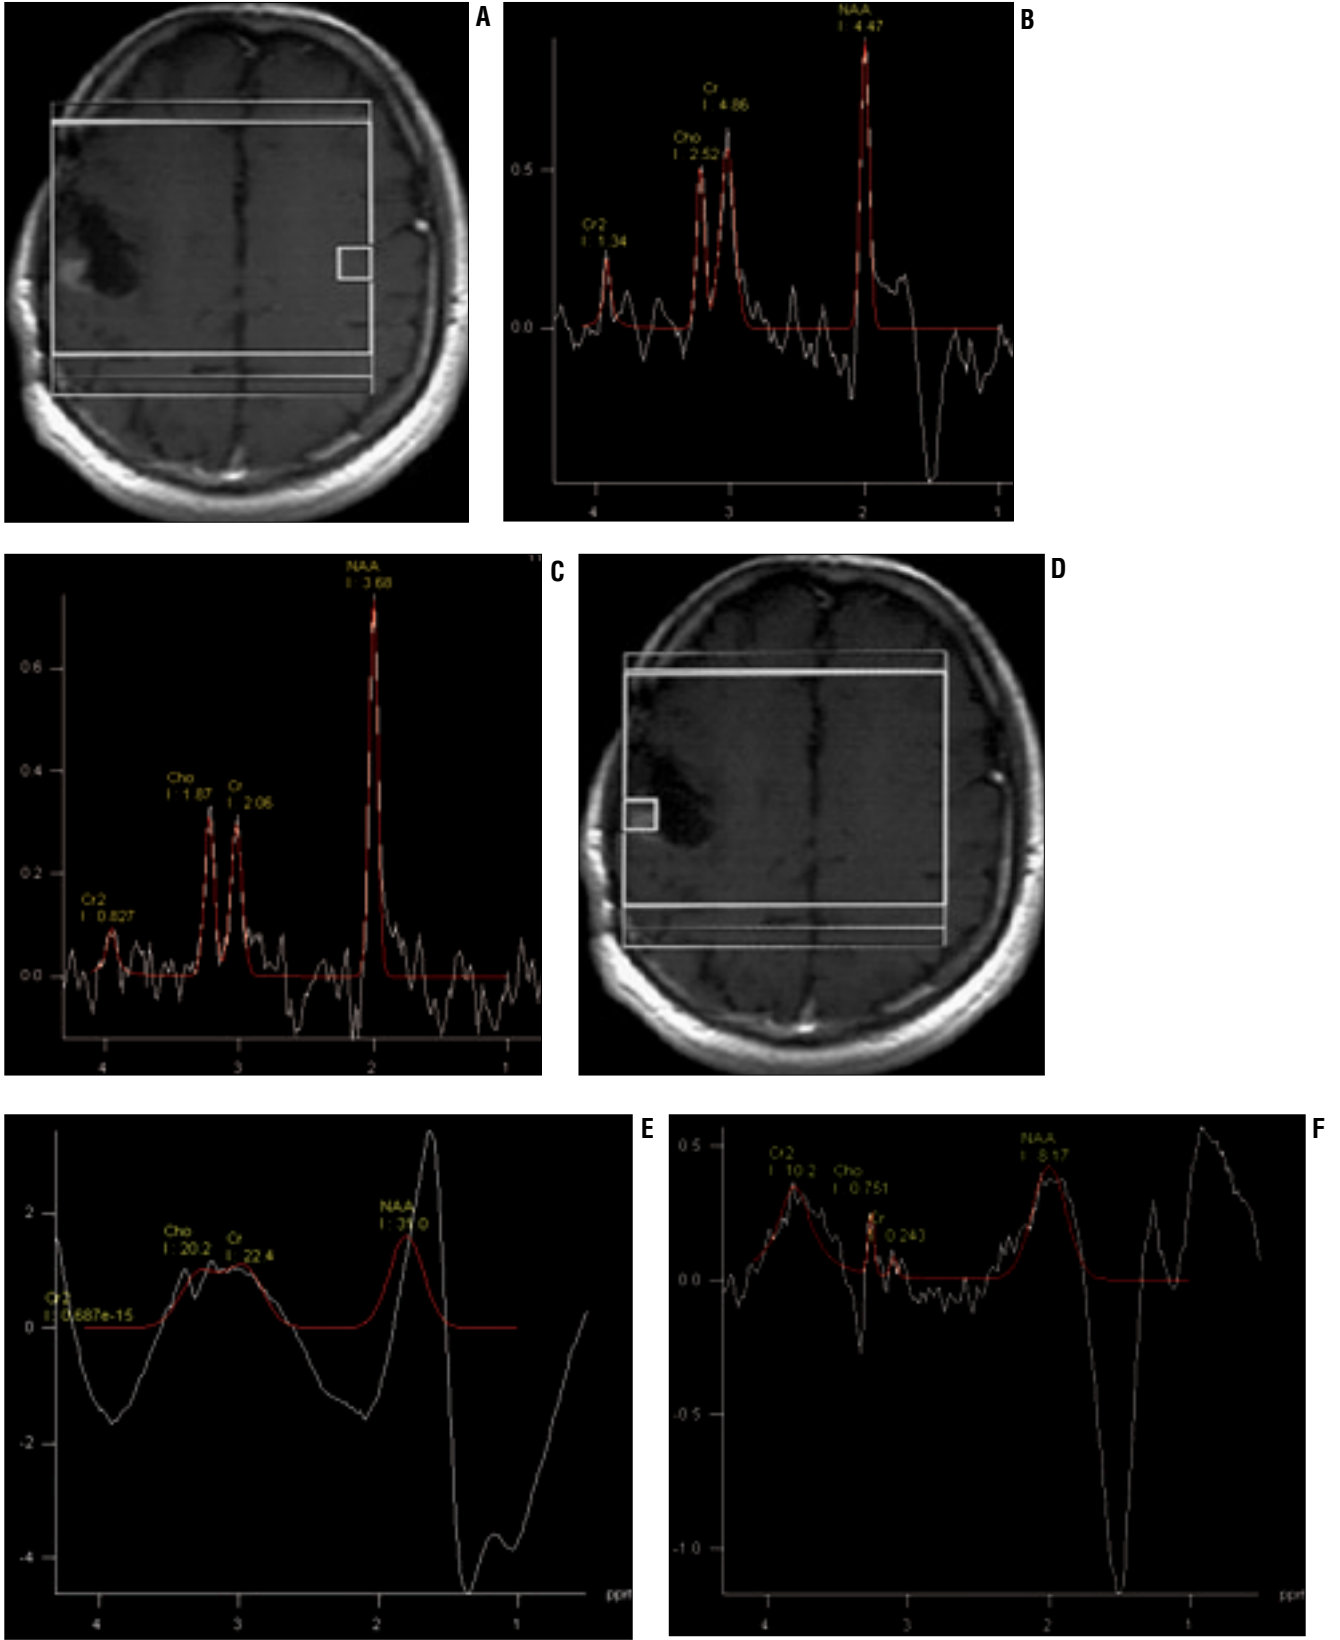 A
B
NAA
I : 4.47
Cr
I : 4.86
Cho
I : 2.52
Cr2
I : 1.34
0.5
0.0
4 3 2 1
C
NAA
I : 3.68
Cho
I : 1.87
Cr
I : 2.06
Cr2
I : 0.827
0.6
0.4
0.2
0.0
4 3 2 1
D
E
NAA
I : 31.0
Cho
I : 20.2
Cr
I : 22.4
Cr2
I : 0.687e-15
2
0
-2
-4
ppm
4 3 2 1
F
NAA
I : 8.17
Cr2
I : 10.2
Cho
I : 0.751
Cr
0.243
0.5
0.0
-0.5
-1.0
ppm
4 3 2 1